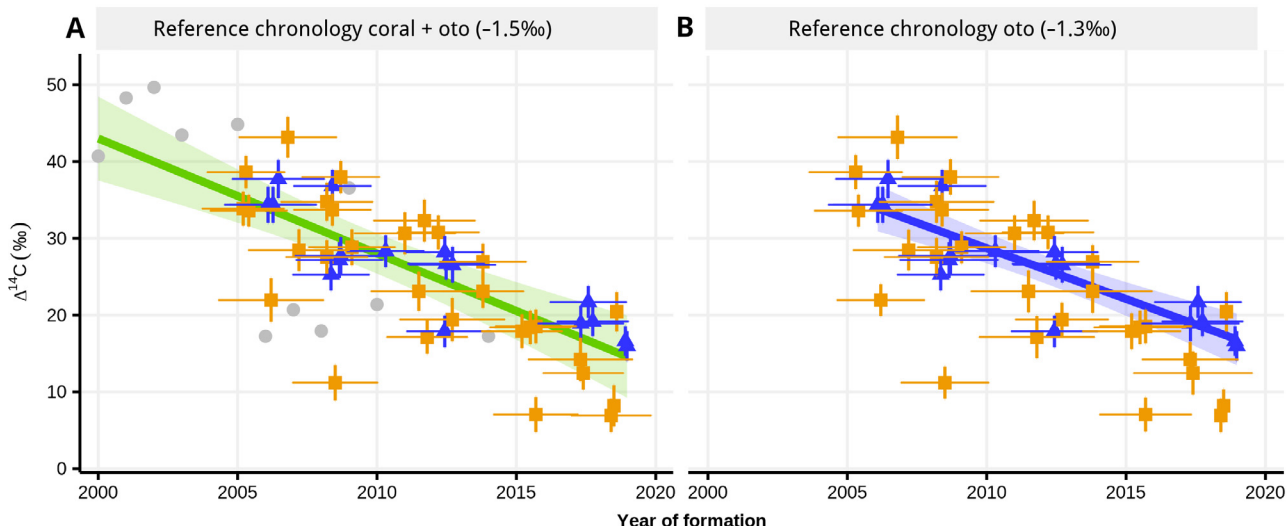 A Reference chronology coral + oto (−1.5‰)
B Reference chronology oto (−1.3‰)
Δ14C (‰)
50
40
30
20
10
0
2000 2005 2010 2015 2020
2000 2005 2010 2015 2020
Year of formation